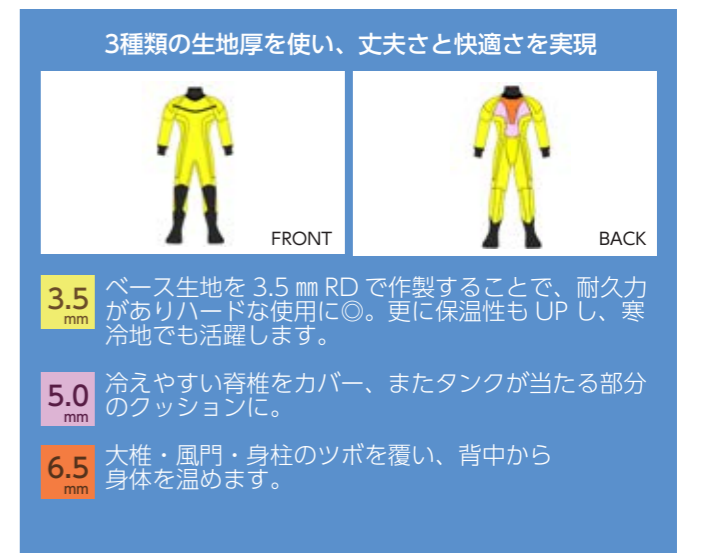 3種類の生地厚を使い、丈夫さと快適さを実現
FRONT
BACK
3.5
mm
ベース生地を 3.5 ㎜ RD で作製することで、耐久力
がありハードな使用に◎。更に保温性も UP し、寒
冷地でも活躍します。
5.0
mm
冷えやすい脊椎をカバー、またタンクが当たる部分
のクッションに。
6.5
mm
大椎・風門・身柱のツボを覆い、背中から
身体を温めます。